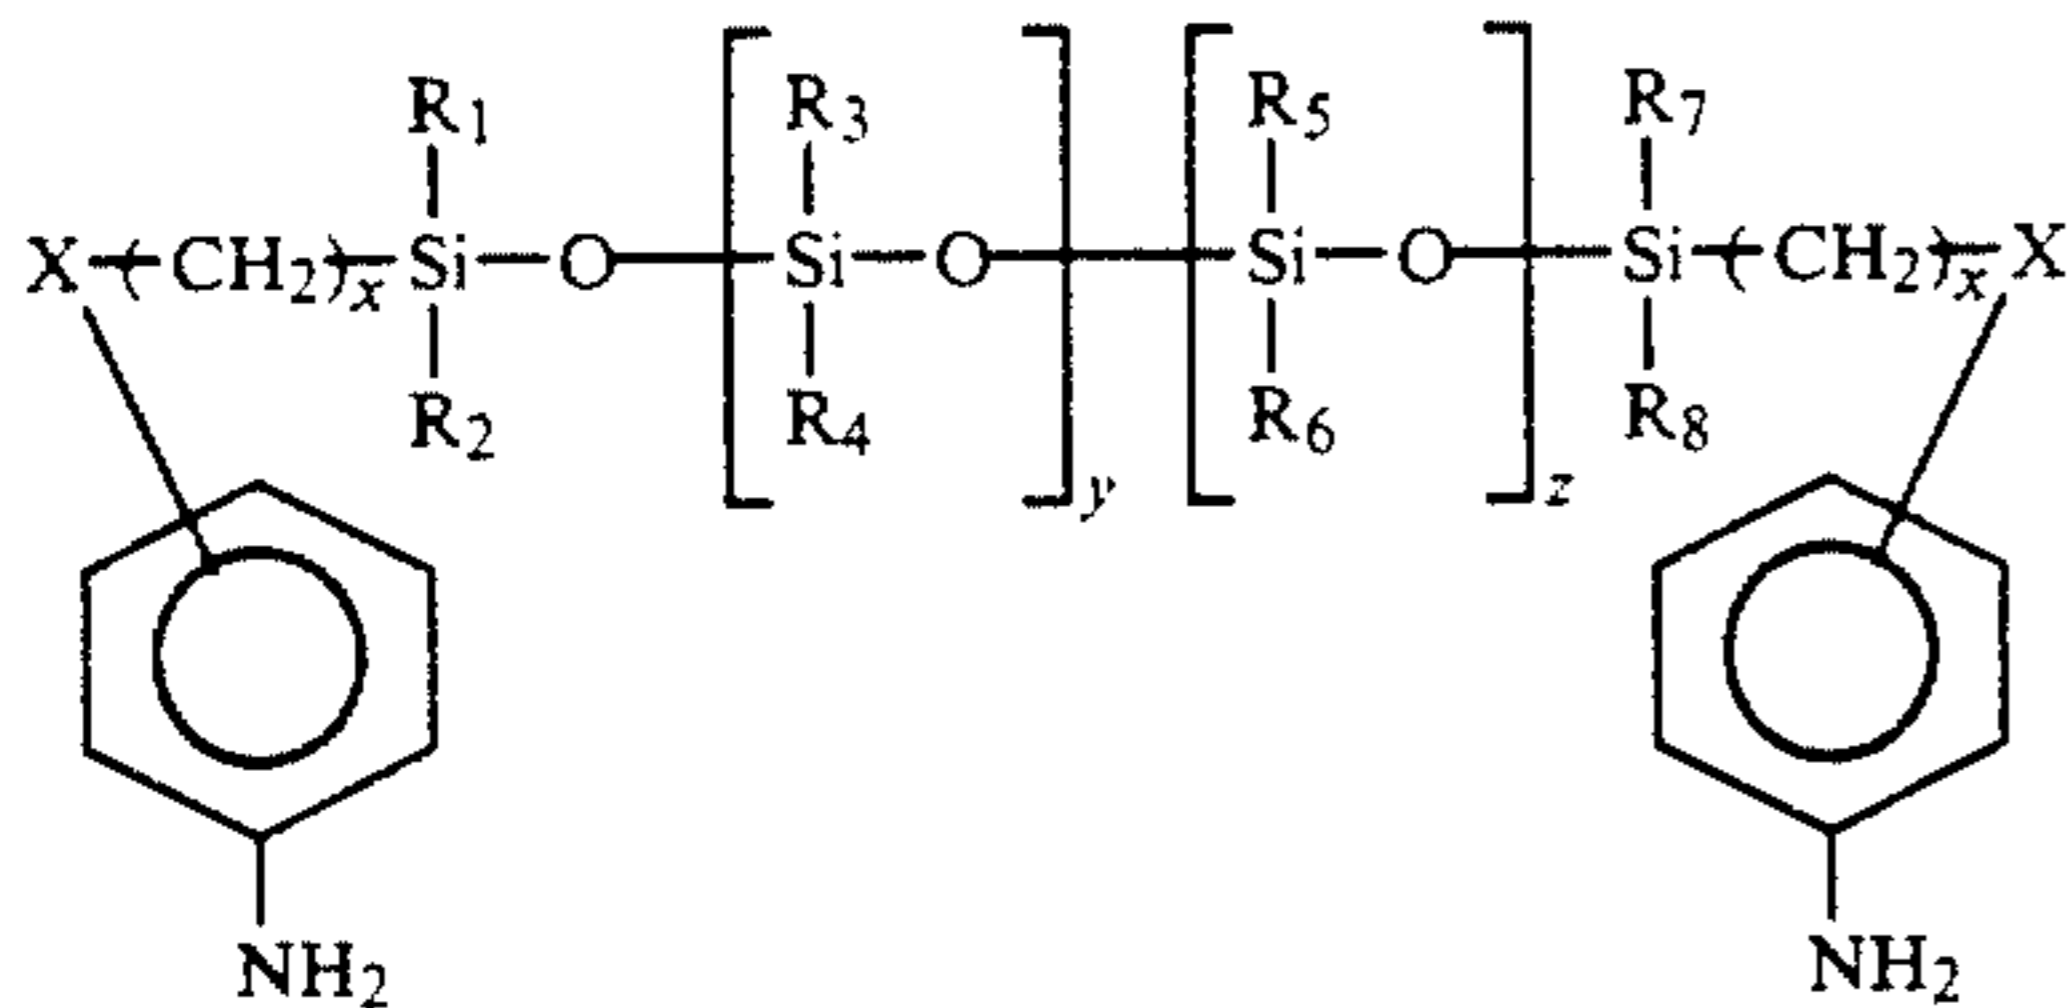 R1 R3 R5 R7
X-(CH2)x-Si-O-[Si-O]y-[Si-O]z-Si-(CH2)x-X
R2 R4 R6 R8
NH2 NH2